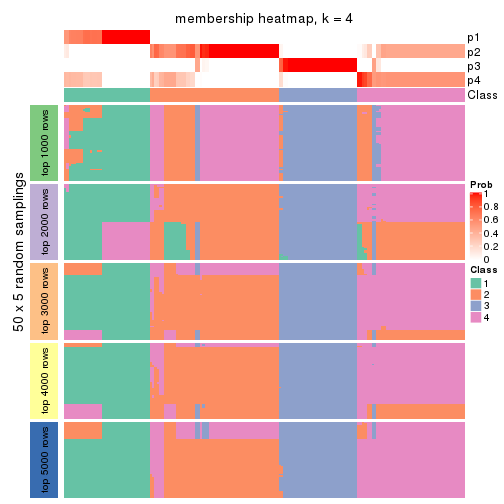 membership heatmap, k = 4
p1
p2
p3
p4
Class
50 x 5 random samplings
top 1000 rows
top 2000 rows
top 3000 rows
top 4000 rows
top 5000 rows
Prob
1
0.8
0.6
0.4
0.2
0
Class
1
2
3
4